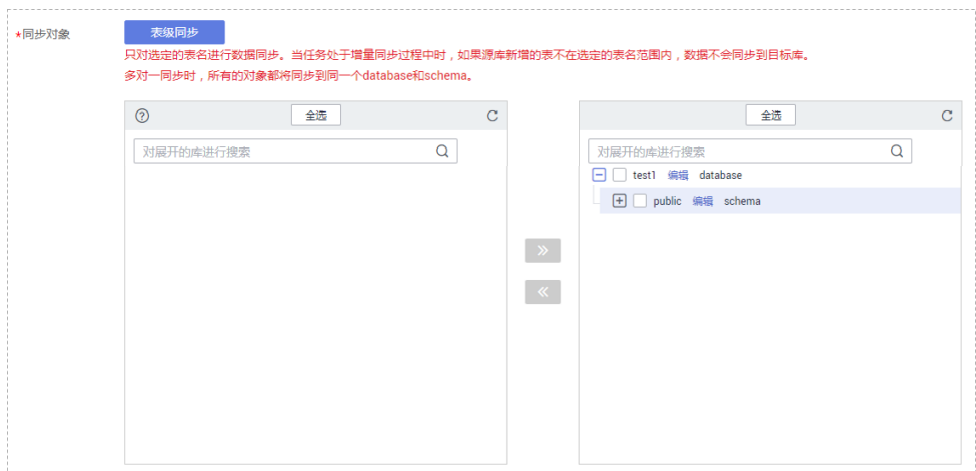 *同步对象
表级同步
只对选定的表名进行数据同步。当任务处于增量同步过程中时，如果源库新增的表不在选定的表名范围内，数据不会同步到目标库。
多对一同步时，所有的对象都将同步到同一个database和schema。
全选
对展开的库进行搜索
全选
对展开的库进行搜索
test1 编辑 database
public 编辑 schema